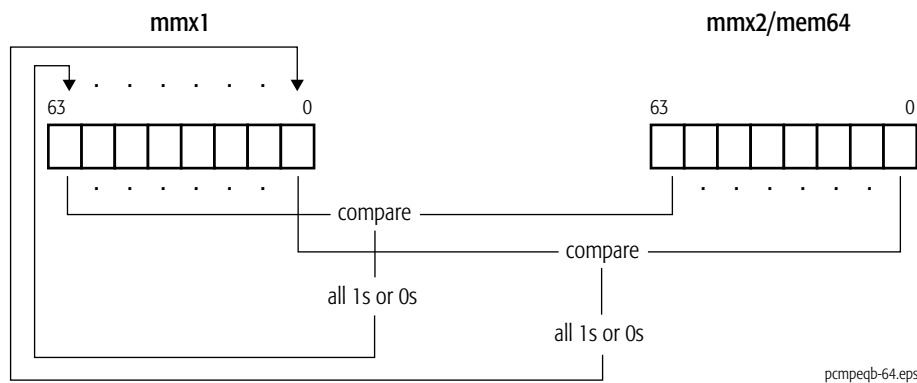 mmx1 mmx2/mem64
. . . . . .
63 0 63 0
. . . . . . . . . . . .
compare
compare
all 1s or 0s
all 1s or 0s
pcmpeqb-64.eps